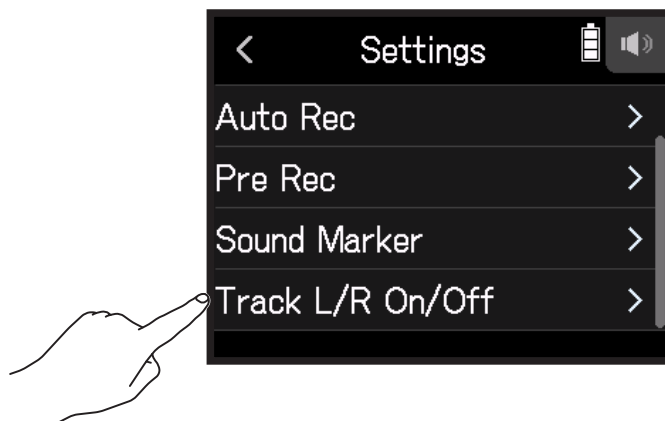 Settings
Auto Rec
Pre Rec
Sound Marker
Track L/R On/Off